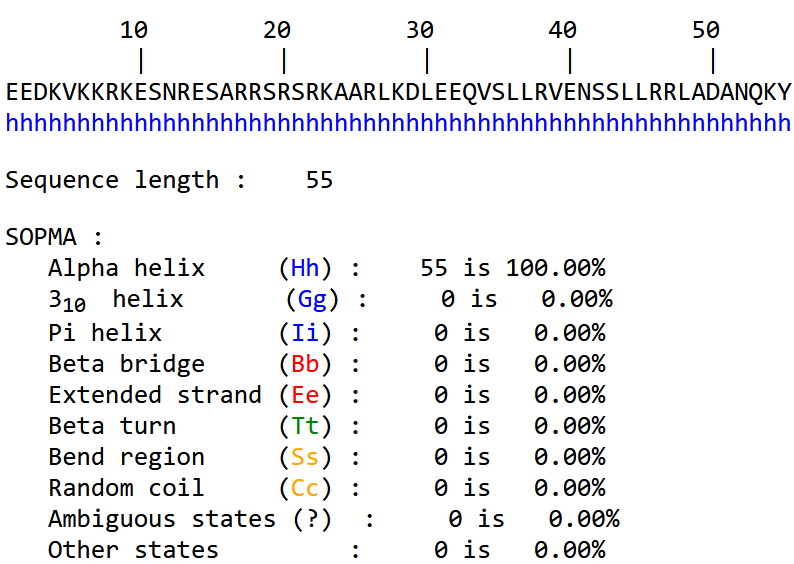 10 20 30 40 50
| | | | |
EEDKVKKRKESNRESARRSRSRKAARLKDLEEQVSLLRVENSSLLRRLADANQKY
hhhhhhhhhhhhhhhhhhhhhhhhhhhhhhhhhhhhhhhhhhhhhhhhhhhhhhh
Sequence length : 55
SOPMA :
Alpha helix (Hh) : 55 is 100.00%
3₁₀ helix (Gg) : 0 is 0.00%
Pi helix (Ii) : 0 is 0.00%
Beta bridge (Bb) : 0 is 0.00%
Extended strand (Ee) : 0 is 0.00%
Beta turn (Tt) : 0 is 0.00%
Bend region (Ss) : 0 is 0.00%
Random coil (Cc) : 0 is 0.00%
Ambiguous states (?) : 0 is 0.00%
Other states : 0 is 0.00%